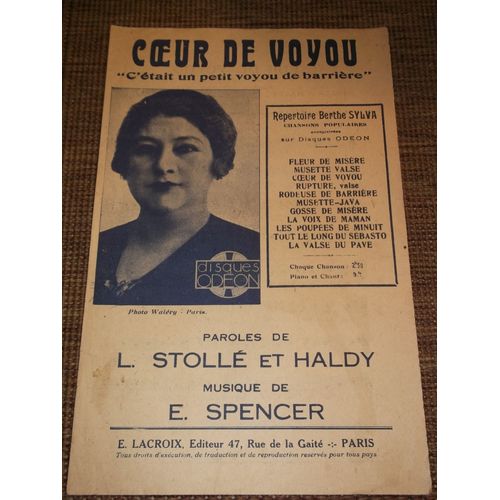 CŒUR DE VOYOU
"C'était un petit voyou de barrière"
Répertoire Berthe SYLVA
CHANSONS POPULAIRES
enregistrées
sur Disques ODEON
FLEUR DE MISÈRE
MUSETTE VALSE
CŒUR DE VOYOU
RUPTURE, valse
RODEUSE DE BARRIÈRE
MUSETTE-JAVA
GOSSE DE MISÈRE
LA VOIX DE MAMAN
LES POUPÉES DE MINUIT
TOUT LE LONG DU SÉBASTO
LA VALSE DU PAVÉ
Chaque Chanson:
Piano et Chant:
disques
ODEON
Photo Waléry - Paris.
PAROLES DE
L. STOLLÉ ET HALDY
MUSIQUE DE
E. SPENCER
E. LACROIX, Editeur 47, Rue de la Gaité -:- PARIS
Tous droits d'exécution, de traduction et de reproduction reservés pour tous pays